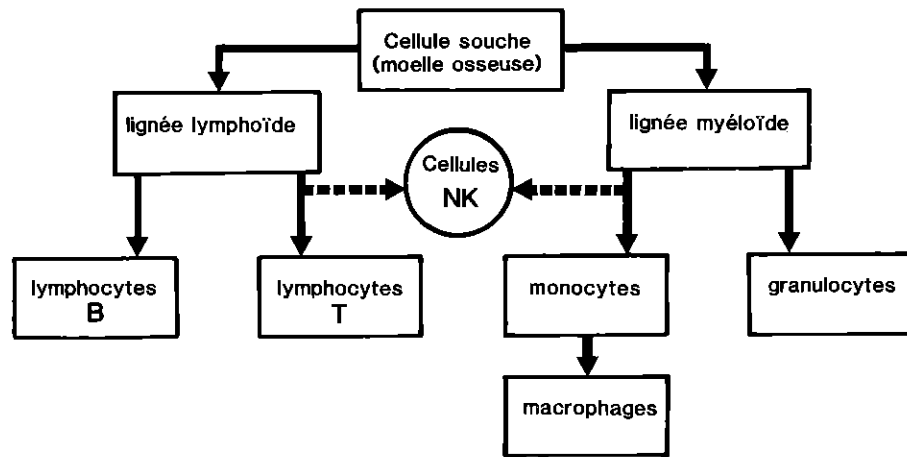 Cellule souche
(moelle osseuse)
lignée lymphoïde
lignée myéloïde
Cellules
NK
lymphocytes
B
lymphocytes
T
monocytes
granulocytes
macrophages